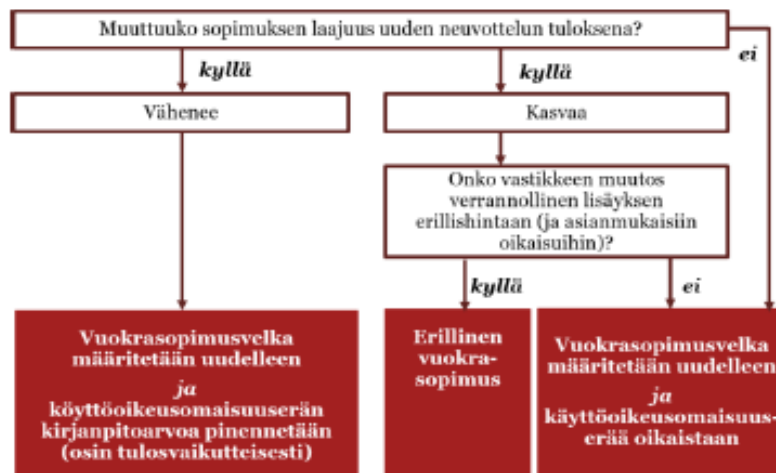 Muuttuuko sopimuksen laajuus uuden neuvottelun tuloksena?
ei
kyllä
kyllä
Vähenee
Kasvaa
Onko vastikkeen muutos
verrannollinen lisäyksen
erillishintaan (ja asianmukaisiin
oikaisuihin)?
kyllä
ei
Vuokrasopimusvelka
määritetään uudelleen
ja
köyttöoikeusomaisuuserän
kirjanpitoarvoa pinennetään
(osin tulosvaikutteisesti)
Erillinen
vuokra-
sopimus
Vuokrasopimusvelka
määritetään uudelleen
ja
käyttöoikeusomaisuus-
erää oikaistaan